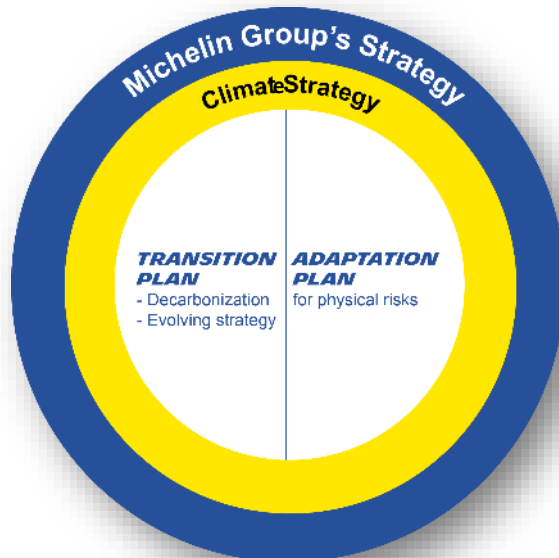 Michelin Group's Strategy
ClimateStrategy
TRANSITION
PLAN
- Decarbonization
- Evolving strategy
ADAPTATION
PLAN
for physical risks